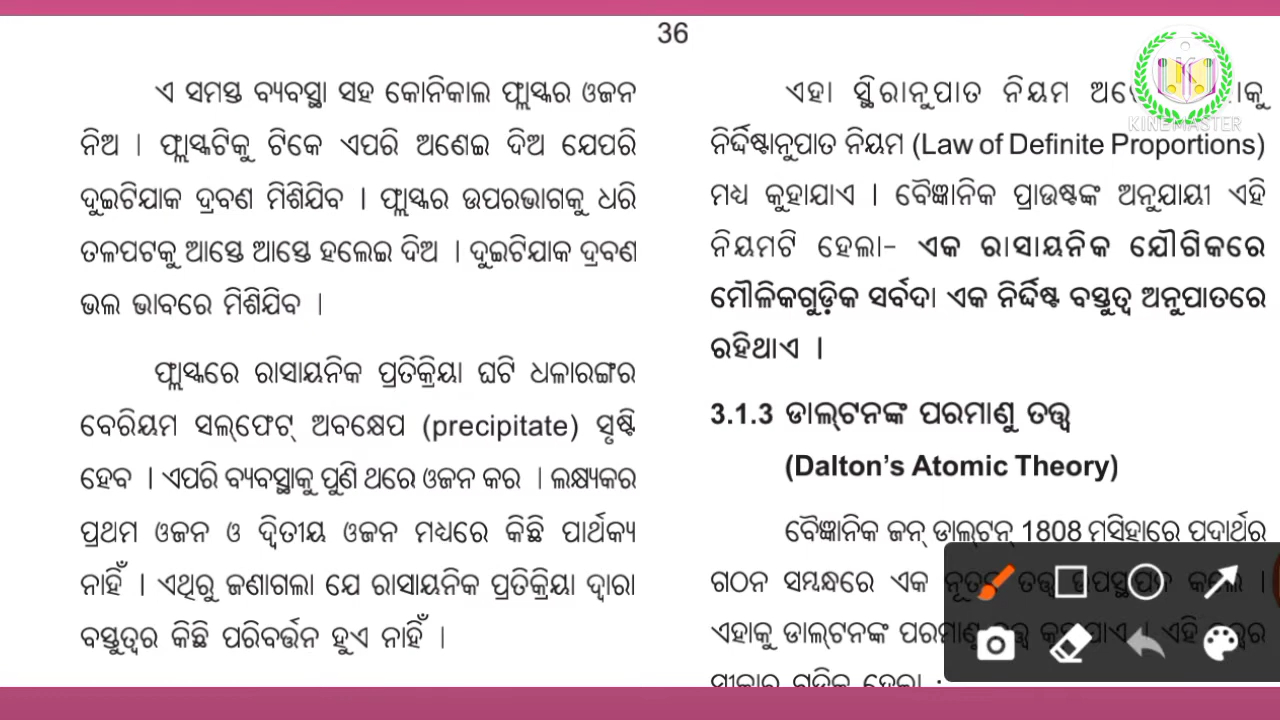 36
ଏ ସମସ୍ତ ବ୍ୟବସ୍ଥା ସହ କୋନିକାଲ ଫ୍ଲାସ୍କର ଓଜନ
ନିଅ । ଫ୍ଲାସ୍କଟିକୁ ଟିକେ ଏପରି ଅଣେଇ ଦିଅ ଯେପରି
ଦୁଇଟିଯାକ ଦ୍ରବଣ ମିଶିଯିବ । ଫ୍ଲାସ୍କର ଉପରଭାଗକୁ ଧରି
ତଳପଟକୁ ଆସ୍ତେ ଆସ୍ତେ ହଲେଇ ଦିଅ । ଦୁଇଟିଯାକ ଦ୍ରବଣ
ଭଲ ଭାବରେ ମିଶିଯିବ ।
ଫ୍ଲାସ୍କରେ ରାସାୟନିକ ପ୍ରତିକ୍ରିୟା ଘଟି ଧଳାରଙ୍ଗର
ବେରିୟମ ସଲ୍‌ଫେଟ୍ ଅବକ୍ଷେପ (precipitate) ସୃଷ୍ଟି
ହେବ । ଏପରି ବ୍ୟବସ୍ଥାକୁ ପୁଣି ଥରେ ଓଜନ କର । ଲକ୍ଷ୍ୟକର
ପ୍ରଥମ ଓଜନ ଓ ଦ୍ୱିତୀୟ ଓଜନ ମଧ୍ୟରେ କିଛି ପାର୍ଥକ୍ୟ
ନାହିଁ । ଏଥିରୁ ଜଣାଗଲା ଯେ ରାସାୟନିକ ପ୍ରତିକ୍ରିୟା ଦ୍ୱାରା
ବସ୍ତୁତ୍ୱର କିଛି ପରିବର୍ତ୍ତନ ହୁଏ ନାହିଁ ।
ଏହା ସ୍ଥିରାନୁପାତ ନିୟମ
ନିର୍ଦ୍ଦିଷ୍ଟାନୁପାତ ନିୟମ (Law of Definite Proportions)
ମଧ୍ୟ କୁହାଯାଏ । ବୈଜ୍ଞାନିକ ପ୍ରାଉଷ୍ଟଙ୍କ ଅନୁଯାୟୀ ଏହି
ନିୟମଟି ହେଲା– ଏକ ରାସାୟନିକ ଯୌଗିକରେ
ମୌଳିକଗୁଡ଼ିକ ସର୍ବଦା ଏକ ନିର୍ଦ୍ଦିଷ୍ଟ ବସ୍ତୁତ୍ୱ ଅନୁପାତରେ
ରହିଥାଏ ।
3.1.3 ଡାଲ୍‌ଟନଙ୍କ ପରମାଣୁ ତତ୍ତ୍ୱ
(Dalton's Atomic Theory)
ବୈଜ୍ଞାନିକ ଜନ୍ ଡାଲ୍‌ଟନ୍ 1808 ମସିହାରେ ପଦାର୍ଥର
ଗଠନ ସମ୍ବନ୍ଧରେ ଏକ
ଏହାକୁ ଡାଲ୍‌ଟନଙ୍କ
KINEMASTER